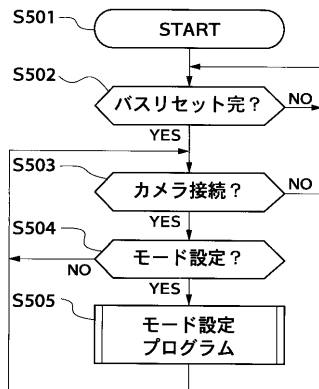 S501
START
S502
バスリセット完？
NO
YES
S503
カメラ接続？
NO
YES
S504
モード設定？
NO
YES
S505
モード設定
プログラム